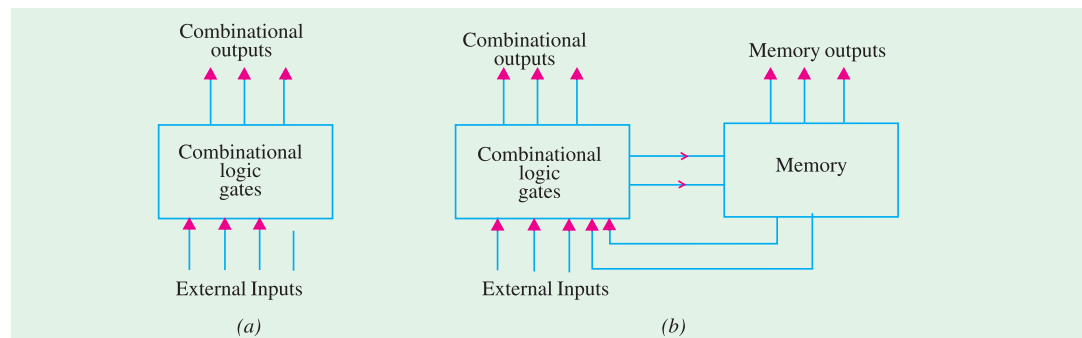 Combinational
outputs
Combinational
logic
gates
External Inputs
(a)
Combinational
outputs
Memory outputs
Combinational
logic
gates
Memory
External Inputs
(b)